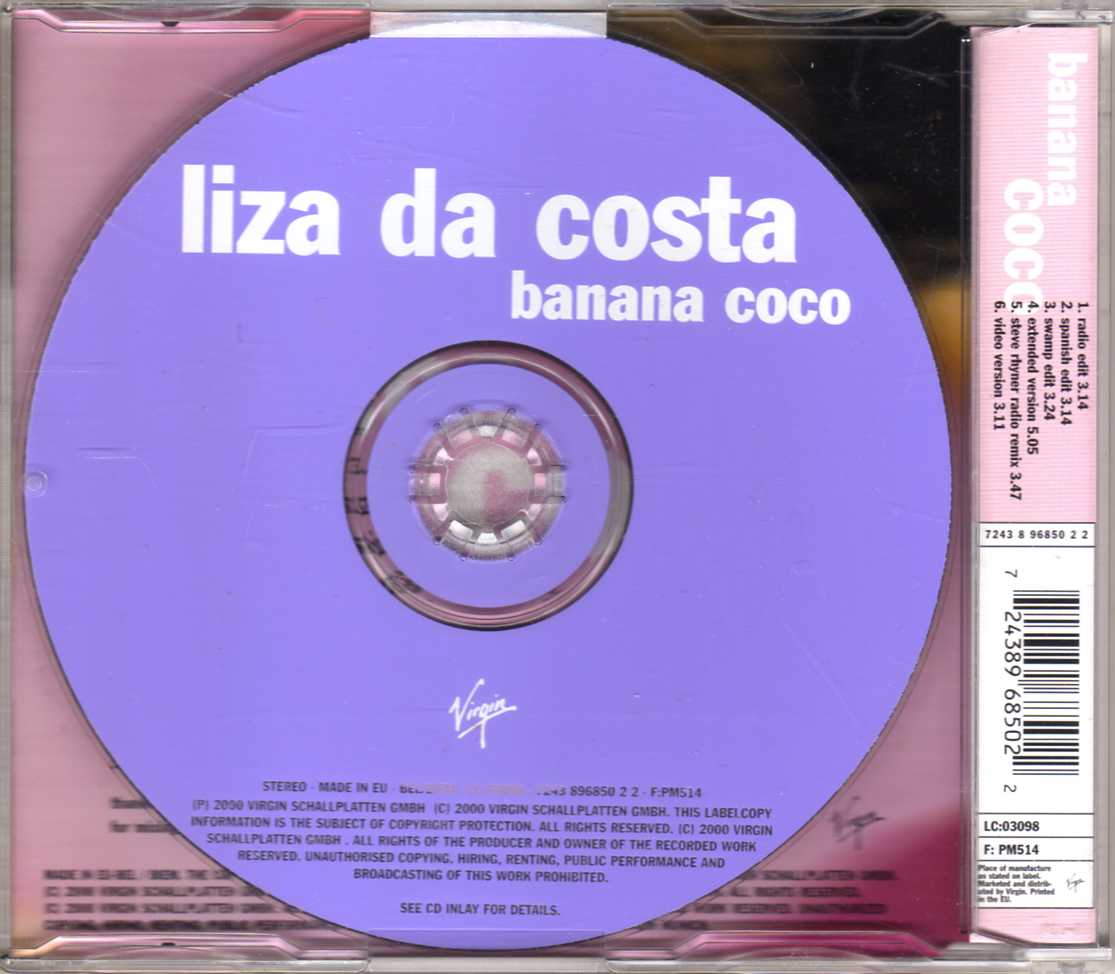 liza da costa
banana coco
Virgin
STEREO · MADE IN EU · 7243 896850 2 2 · F:PM514
(P) 2000 VIRGIN SCHALLPLATTEN GMBH (C) 2000 VIRGIN SCHALLPLATTEN GMBH. THIS LABELCOPY
INFORMATION IS THE SUBJECT OF COPYRIGHT PROTECTION. ALL RIGHTS RESERVED. (C) 2000 VIRGIN
SCHALLPLATTEN GMBH . ALL RIGHTS OF THE PRODUCER AND OWNER OF THE RECORDED WORK
RESERVED. UNAUTHORISED COPYING, HIRING, RENTING, PUBLIC PERFORMANCE AND
BROADCASTING OF THIS WORK PROHIBITED.
SEE CD INLAY FOR DETAILS.
banana
coco
1. radio edit 3.14
2. spanish edit 3.14
3. swamp edit 3.24
4. extended version 5.05
5. steve rhyner radio remix 3.47
6. video version 3.11
7243 8 96850 2 2
7 24389 68502 2
LC:03098
F: PM514
Place of manufacture
as stated on label.
Marketed and distrib-
uted by Virgin. Printed
in the EU.
Virgin
Virgin